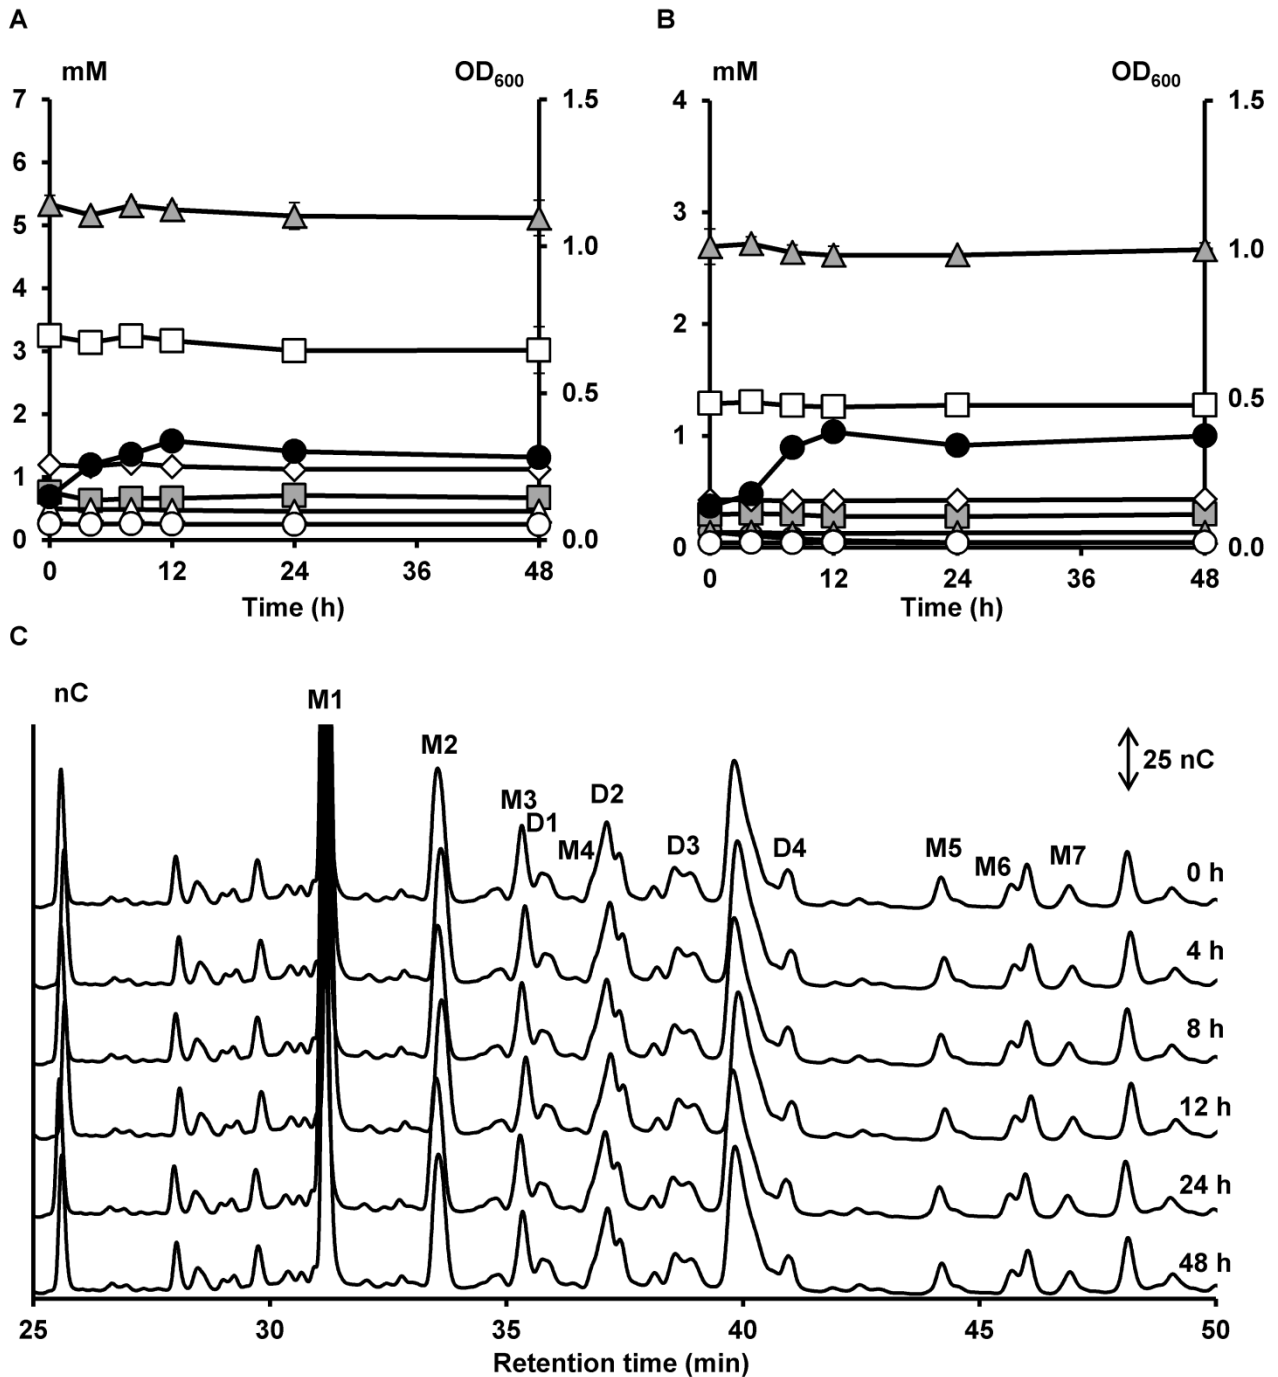 A
B
mM
OD600
mM
OD600
7
1.5
4
1.5
6
5
1.0
3
1.0
4
2
3
0.5
0.5
2
1
1
0
0.0
0
0.0
0
12
24
36
48
0
12
24
36
48
Time (h)
Time (h)
C
nC
M1
M2
M3
D1
M4
D2
D3
D4
M5
M6
M7
25 nC
0 h
4 h
8 h
12 h
24 h
48 h
25
30
35
40
45
50
Retention time (min)